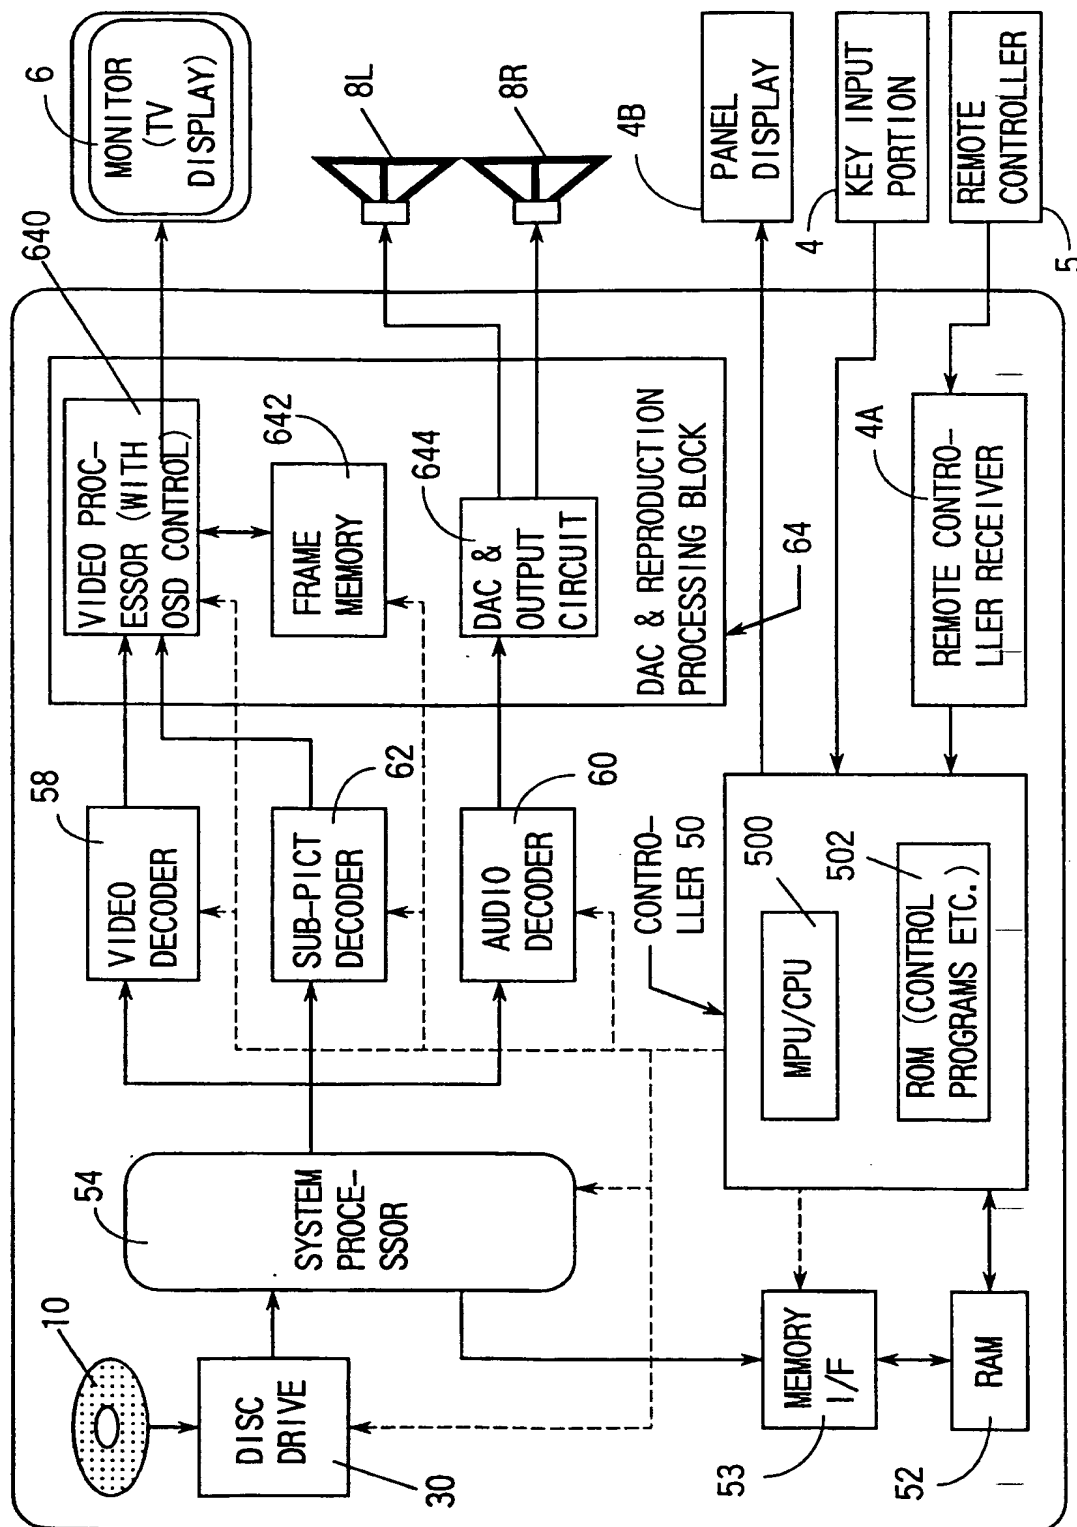 10
DISC
DRIVE
30
54
SYSTEM
PROCE-
SSOR
MEMORY
I/F
53
RAM
52
58
VIDEO
DECODER
62
SUB-PICT
DECODER
60
AUDIO
DECODER
CONTRO-
LLER 50
500
MPU/CPU
502
ROM (CONTROL
PROGRAMS ETC.)
640
VIDEO PROC-
ESSOR (WITH
OSD CONTROL)
642
FRAME
MEMORY
644
DAC &
OUTPUT
CIRCUIT
DAC & REPRODUCTION
PROCESSING BLOCK
64
4A
REMOTE CONTRO-
LLER RECEIVER
6
MONITOR
(TV
DISPLAY)
8L
8R
4B
PANEL
DISPLAY
4
KEY INPUT
PORTION
REMOTE
CONTROLLER
5